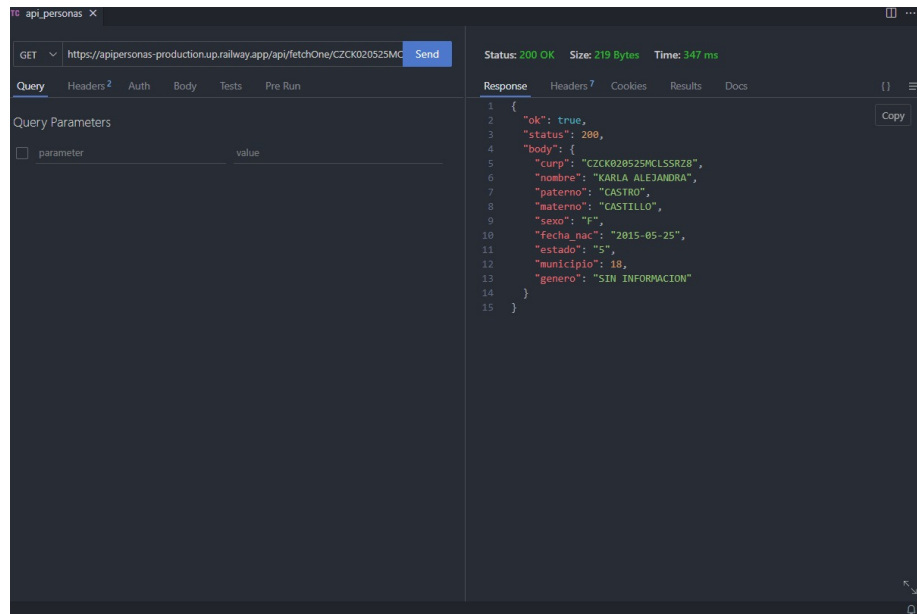 TC api_personas X
GET https://apipersonas-production.up.railway.app/api/fetchOne/CZCK020525MC Send
Query Headers 2 Auth Body Tests Pre Run
Query Parameters
parameter value
Status: 200 OK Size: 219 Bytes Time: 347 ms
Response Headers 7 Cookies Results Docs {}
Copy
1 {
2 "ok": true,
3 "status": 200,
4 "body": {
5 "curp": "CZCK020525MCLSSRZ8",
6 "nombre": "KARLA ALEJANDRA",
7 "paterno": "CASTRO",
8 "materno": "CASTILLO",
9 "sexo": "F",
10 "fecha_nac": "2015-05-25",
11 "estado": "5",
12 "municipio": 18,
13 "genero": "SIN INFORMACION"
14 }
15 }